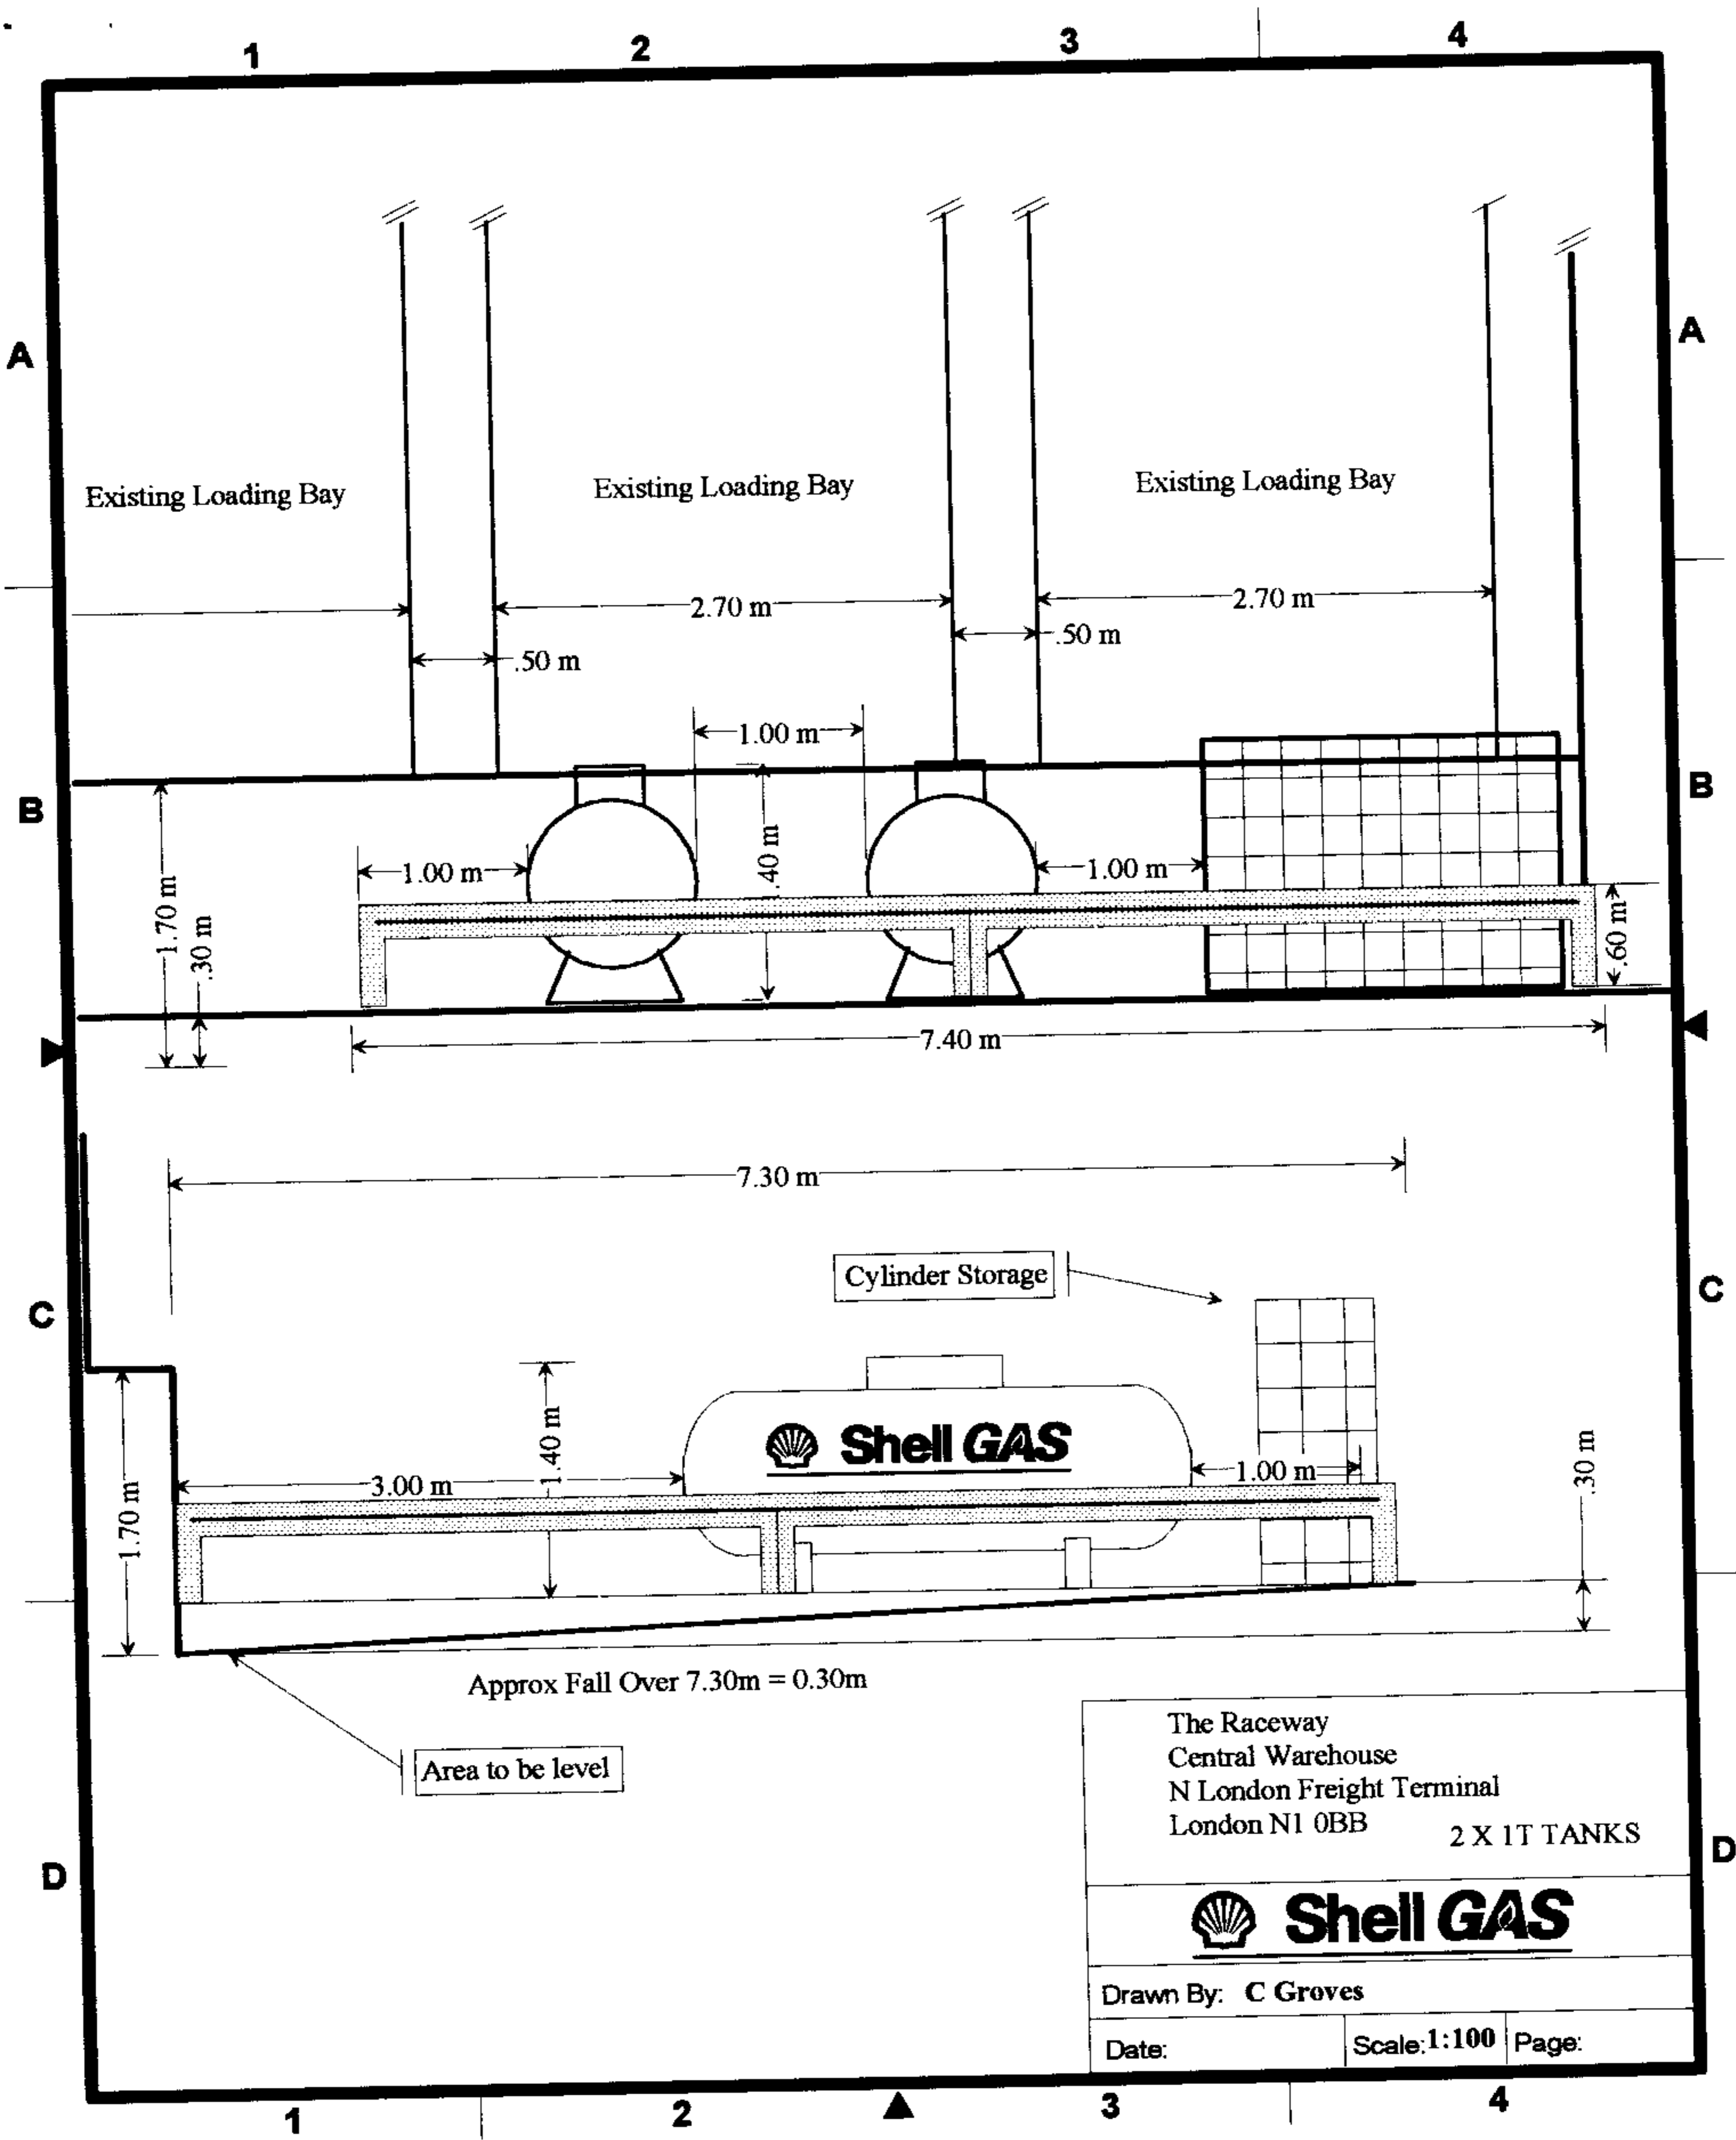 1 2 3 4
A A
Existing Loading Bay Existing Loading Bay Existing Loading Bay
2.70 m 2.70 m
.50 m .50 m
1.00 m
B B
1.00 m .40 m 1.00 m
1.70 m .30 m .60 m
7.40 m
7.30 m
Cylinder Storage
C C
1.40 m
Shell GAS
3.00 m 1.00 m .30 m
1.70 m
Approx Fall Over 7.30m = 0.30m
Area to be level
The Raceway
Central Warehouse
N London Freight Terminal
London N1 0BB 2 X 1T TANKS
D D
Shell GAS
Drawn By: C Groves
Date: Scale: 1:100 Page:
1 2 3 4